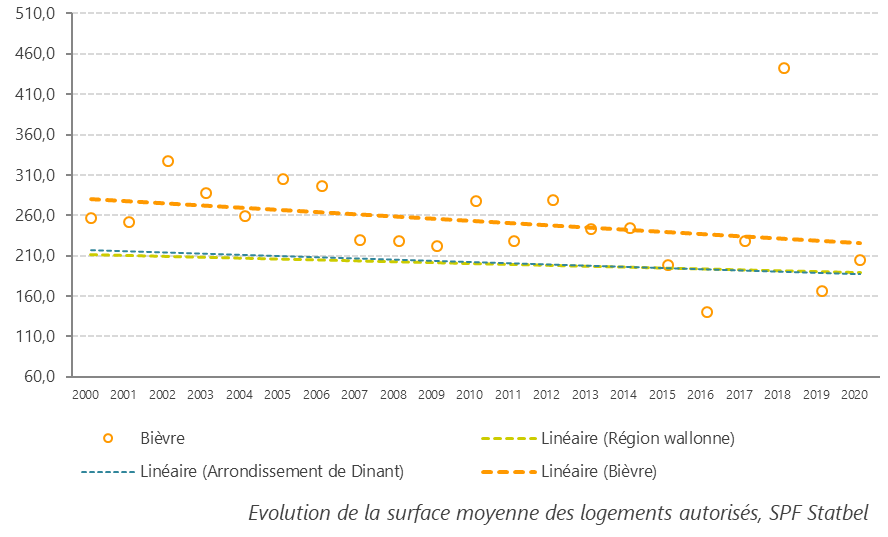 510,0
460,0
410,0
360,0
310,0
260,0
210,0
160,0
110,0
60,0
2000 2001 2002 2003 2004 2005 2006 2007 2008 2009 2010 2011 2012 2013 2014 2015 2016 2017 2018 2019 2020
Bièvre Linéaire (Région wallonne)
Linéaire (Arrondissement de Dinant) Linéaire (Bièvre)
Evolution de la surface moyenne des logements autorisés, SPF Statbel